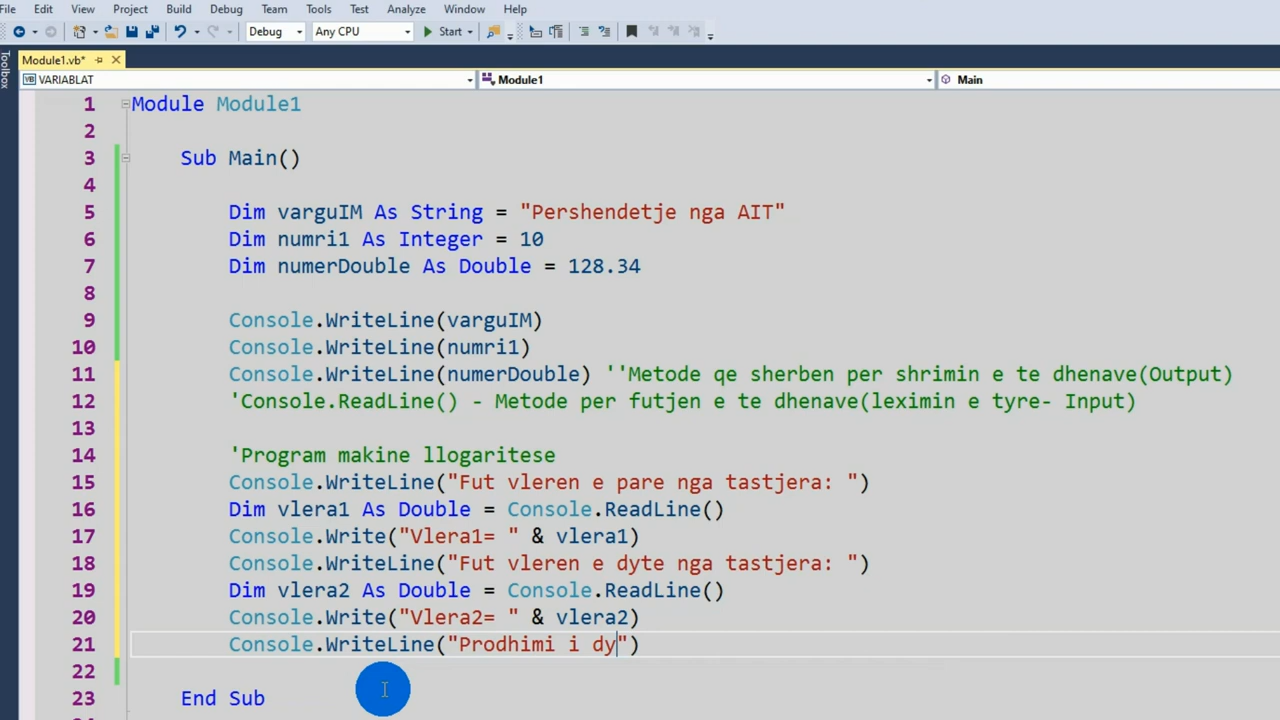 File Edit View Project Build Debug Team Tools Test Analyze Window Help
Debug Any CPU Start
Toolbox
Module1.vb*
VB VARIABLAT Module1 Main
1 Module Module1
2
3 Sub Main()
4
5 Dim varguIM As String = "Pershendetje nga AIT"
6 Dim numri1 As Integer = 10
7 Dim numerDouble As Double = 128.34
8
9 Console.WriteLine(varguIM)
10 Console.WriteLine(numri1)
11 Console.WriteLine(numerDouble) ''Metode qe sherben per shrimin e te dhenave(Output)
12 'Console.ReadLine() - Metode per futjen e te dhenave(leximin e tyre- Input)
13
14 'Program makine llogaritese
15 Console.WriteLine("Fut vleren e pare nga tastjera: ")
16 Dim vlera1 As Double = Console.ReadLine()
17 Console.Write("Vlera1= " & vlera1)
18 Console.WriteLine("Fut vleren e dyte nga tastjera: ")
19 Dim vlera2 As Double = Console.ReadLine()
20 Console.Write("Vlera2= " & vlera2)
21 Console.WriteLine("Prodhimi i dy")
22
23 End Sub